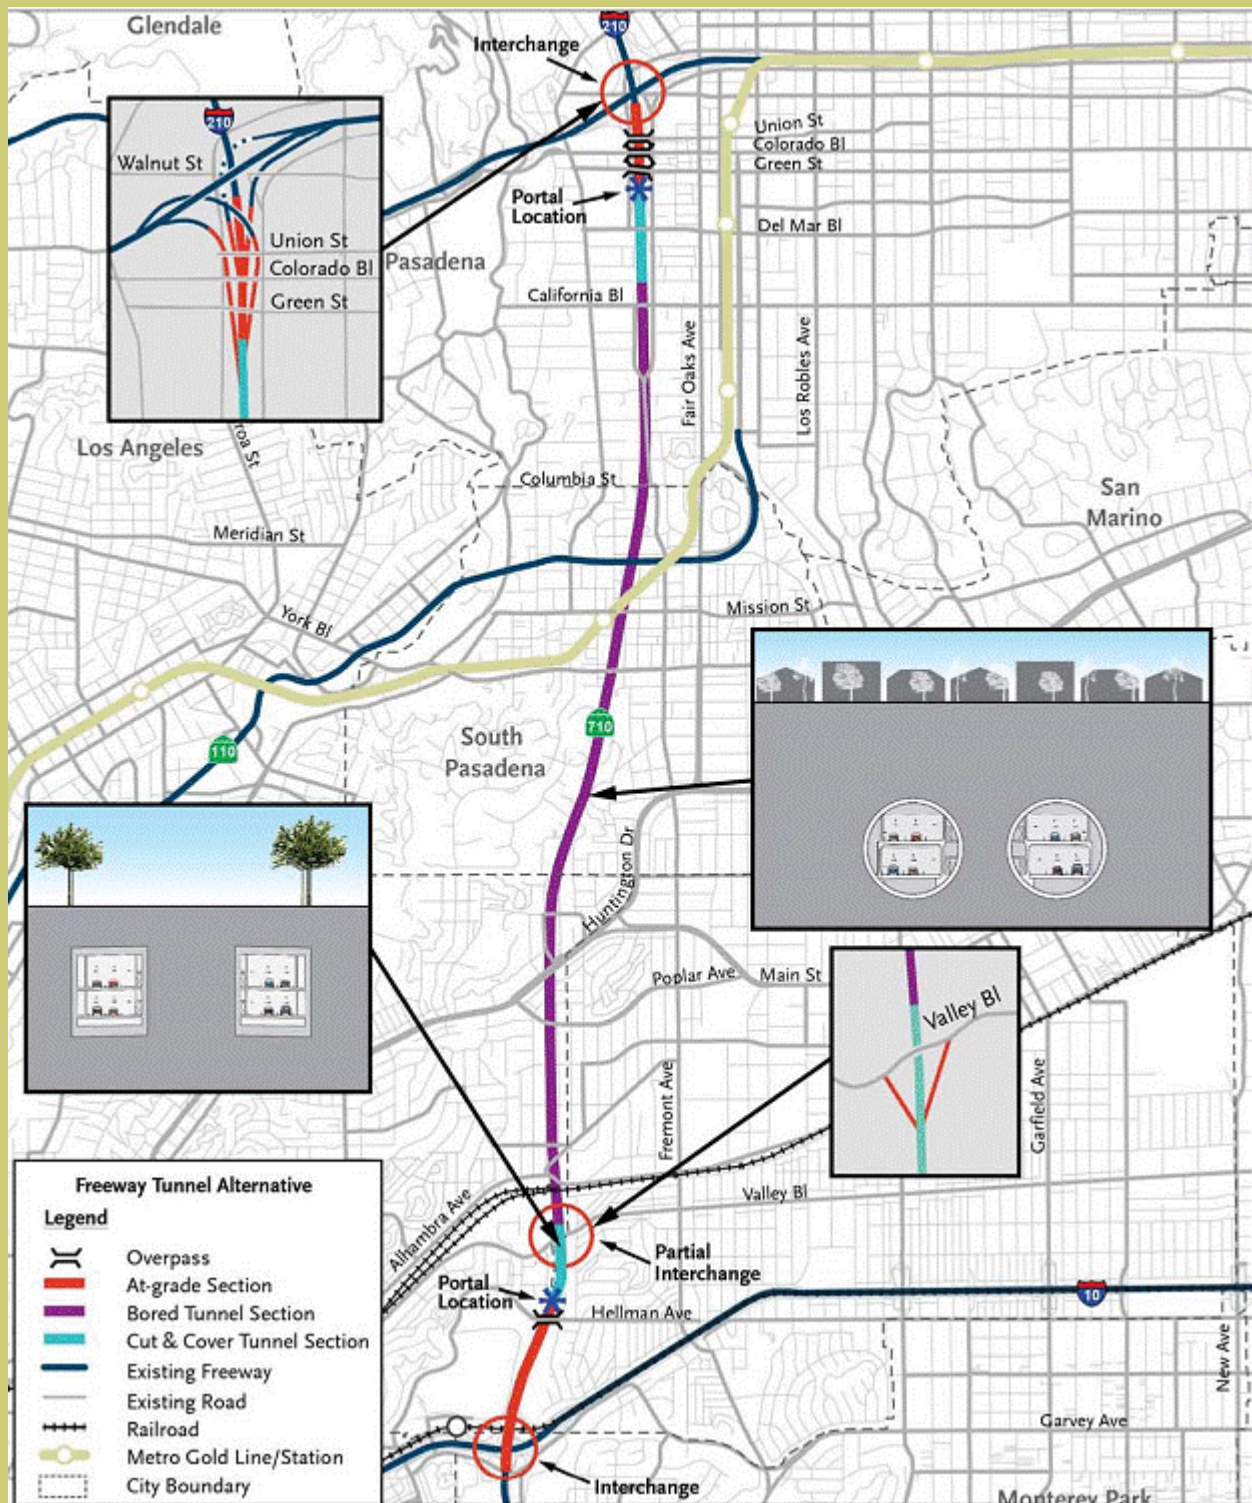 Glendale
210
Interchange
210
Walnut St
Union St
Colorado Bl
Green St
Portal
Location
Union St
Colorado Bl
Green St
Pasadena
Del Mar Bl
California Bl
Fair Oaks Ave
Los Robles Ave
Los Angeles
roa St
Columbia St
San
Marino
Meridian St
York Bl
Mission St
710
South
Pasadena
110
Huntington Dr
Poplar Ave
Main St
Valley Bl
Fremont Ave
Garfield Ave
Alhambra Ave
Valley Bl
Partial
Interchange
Portal
Location
Hellman Ave
10
New Ave
Garvey Ave
Interchange
Monterey Park
Freeway Tunnel Alternative
Legend
Overpass
At-grade Section
Bored Tunnel Section
Cut & Cover Tunnel Section
Existing Freeway
Existing Road
Railroad
Metro Gold Line/Station
City Boundary